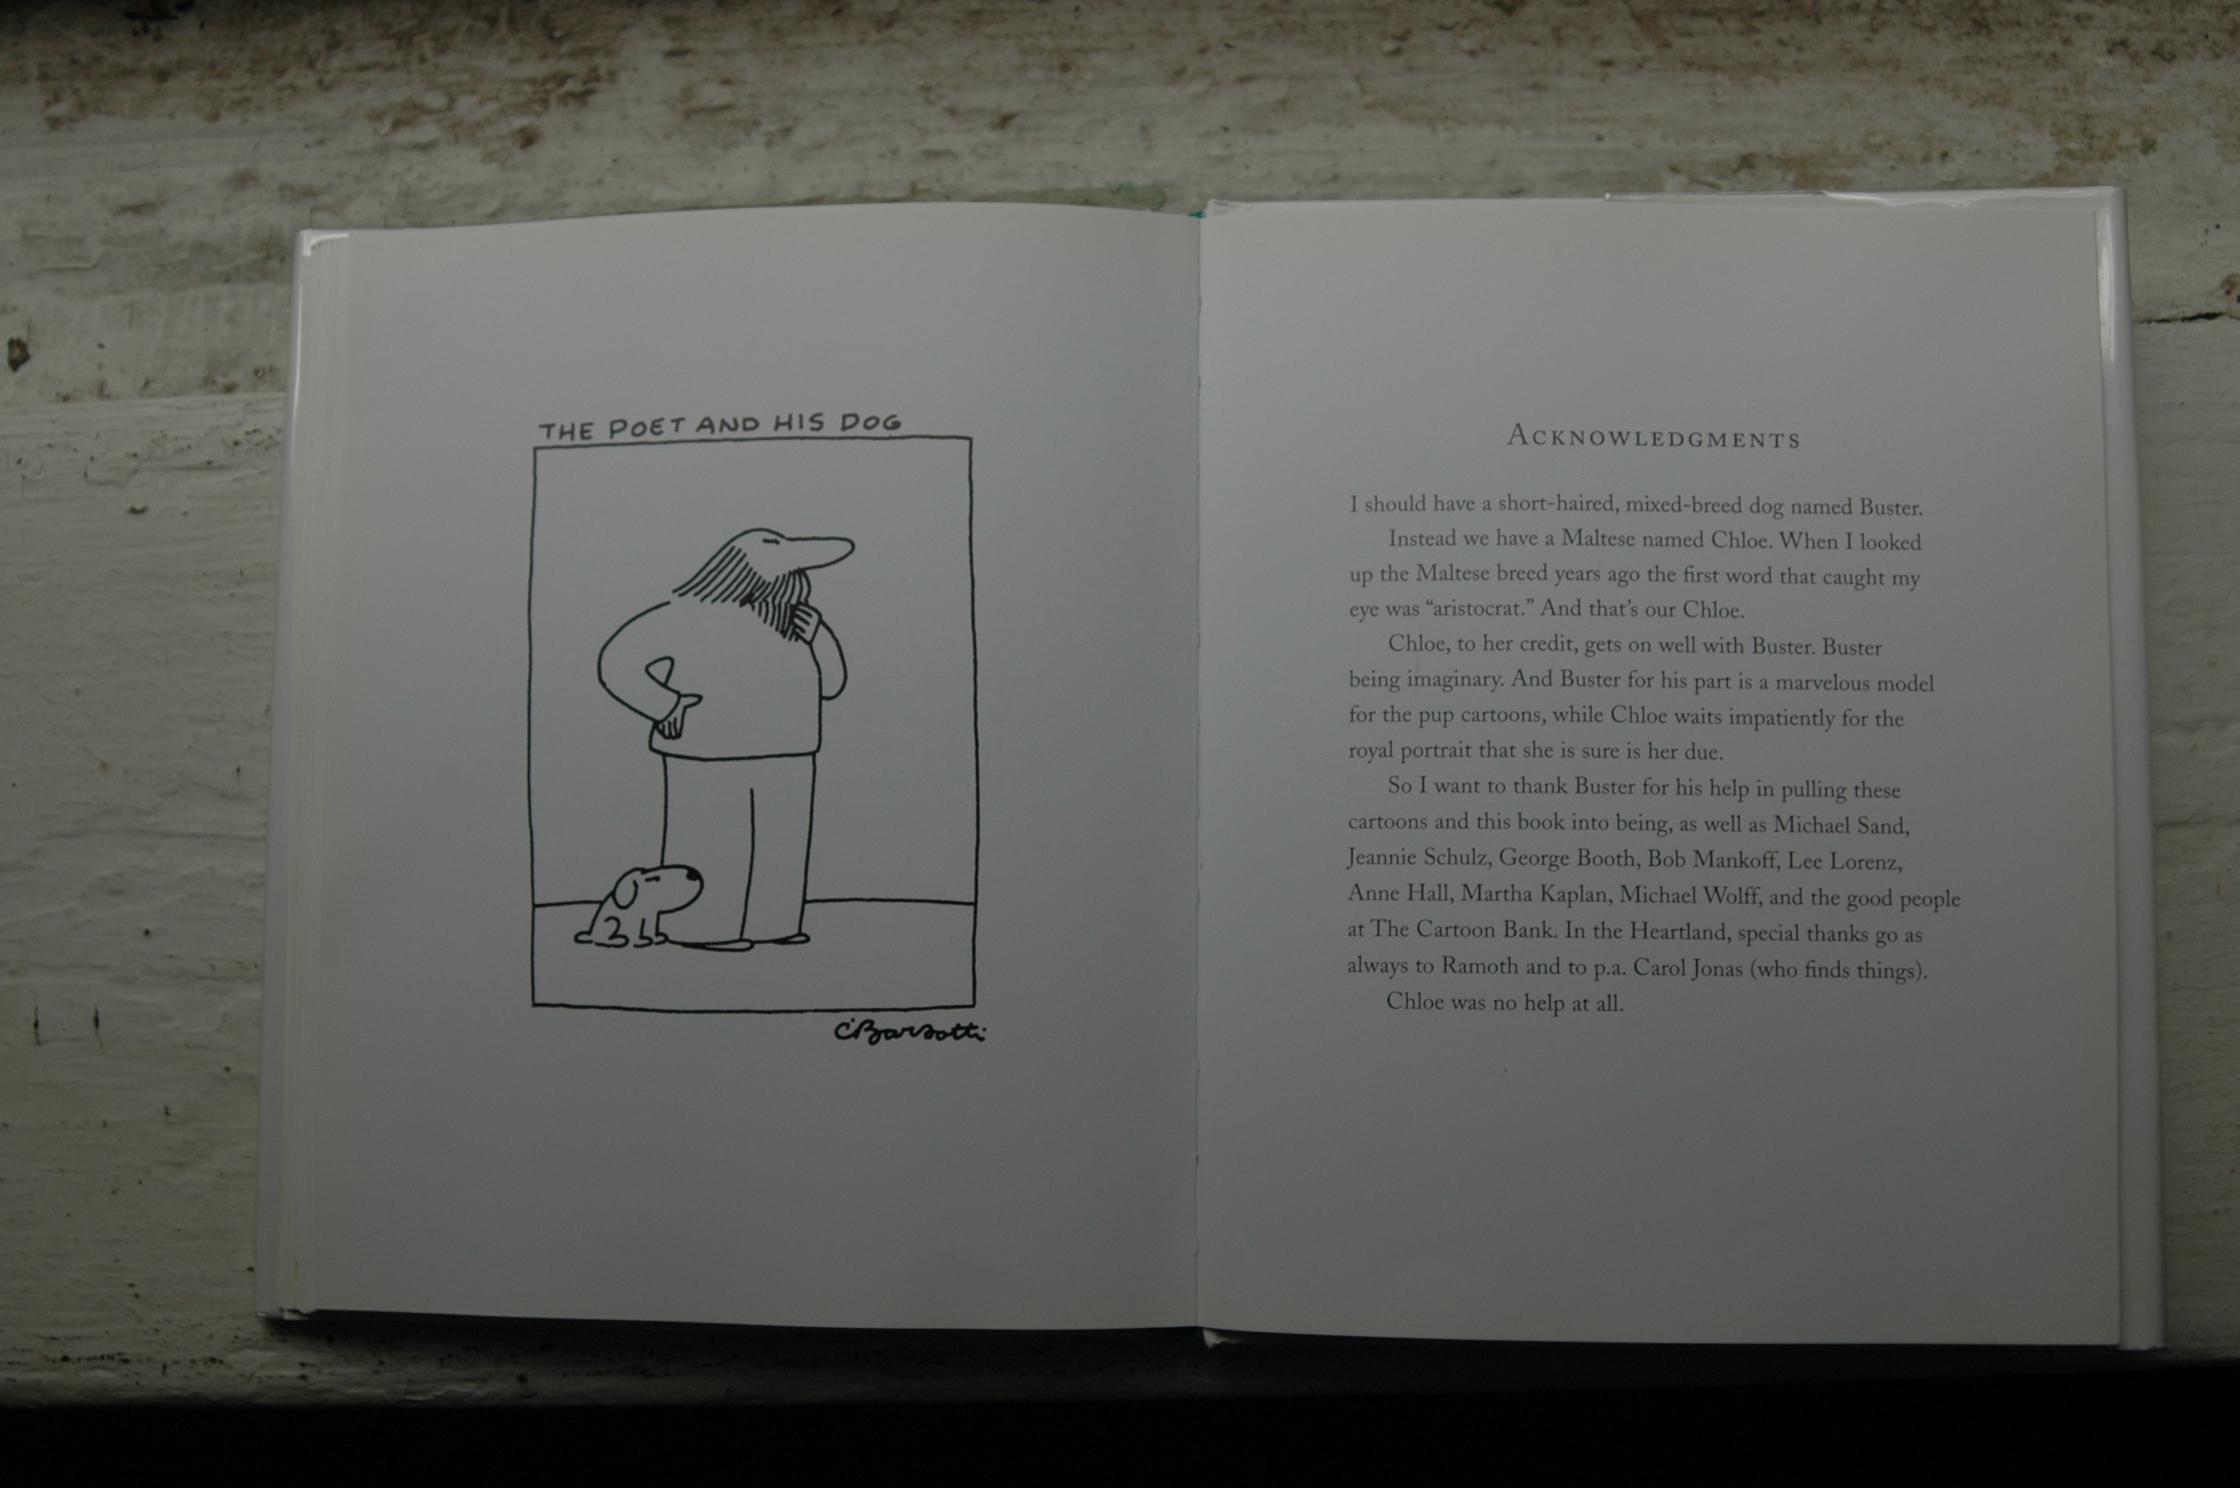 THE POET AND HIS DOG
C. Barsotti
ACKNOWLEDGMENTS
I should have a short-haired, mixed-breed dog named Buster.
Instead we have a Maltese named Chloe. When I looked
up the Maltese breed years ago the first word that caught my
eye was “aristocrat.” And that’s our Chloe.
Chloe, to her credit, gets on well with Buster. Buster
being imaginary. And Buster for his part is a marvelous model
for the pup cartoons, while Chloe waits impatiently for the
royal portrait that she is sure is her due.
So I want to thank Buster for his help in pulling these
cartoons and this book into being, as well as Michael Sand,
Jeannie Schulz, George Booth, Bob Mankoff, Lee Lorenz,
Anne Hall, Martha Kaplan, Michael Wolff, and the good people
at The Cartoon Bank. In the Heartland, special thanks go as
always to Ramoth and to p.a. Carol Jonas (who finds things).
Chloe was no help at all.